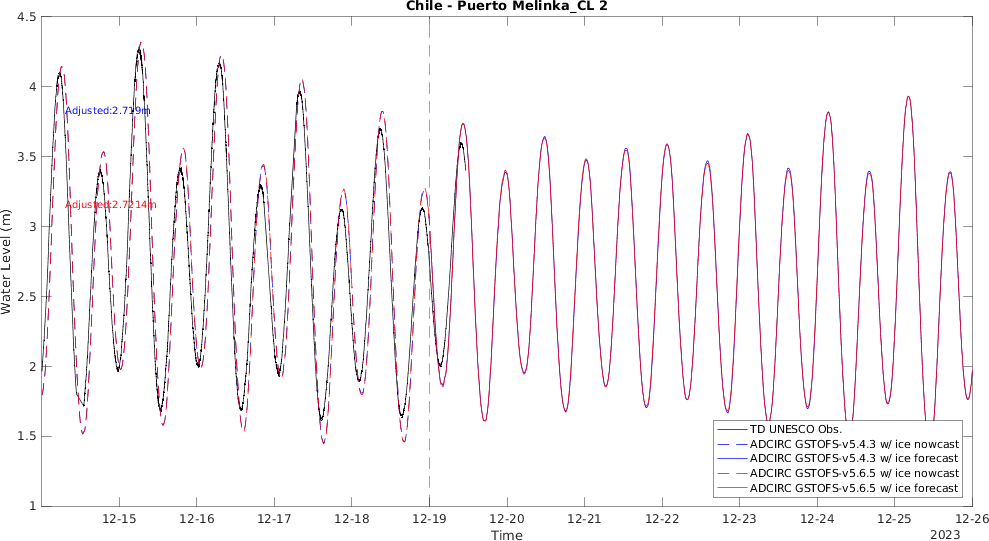 Chile - Puerto Melinka_CL 2
4.5
4
3.5
3
2.5
2
1.5
1
Water Level (m)
Adjusted:2.719m
Adjusted:2.7214m
TD UNESCO Obs.
ADCIRC GSTOFS-v5.4.3 w/ ice nowcast
ADCIRC GSTOFS-v5.4.3 w/ ice forecast
ADCIRC GSTOFS-v5.6.5 w/ ice nowcast
ADCIRC GSTOFS-v5.6.5 w/ ice forecast
12-15 12-16 12-17 12-18 12-19 12-20 12-21 12-22 12-23 12-24 12-25 12-26
Time
2023